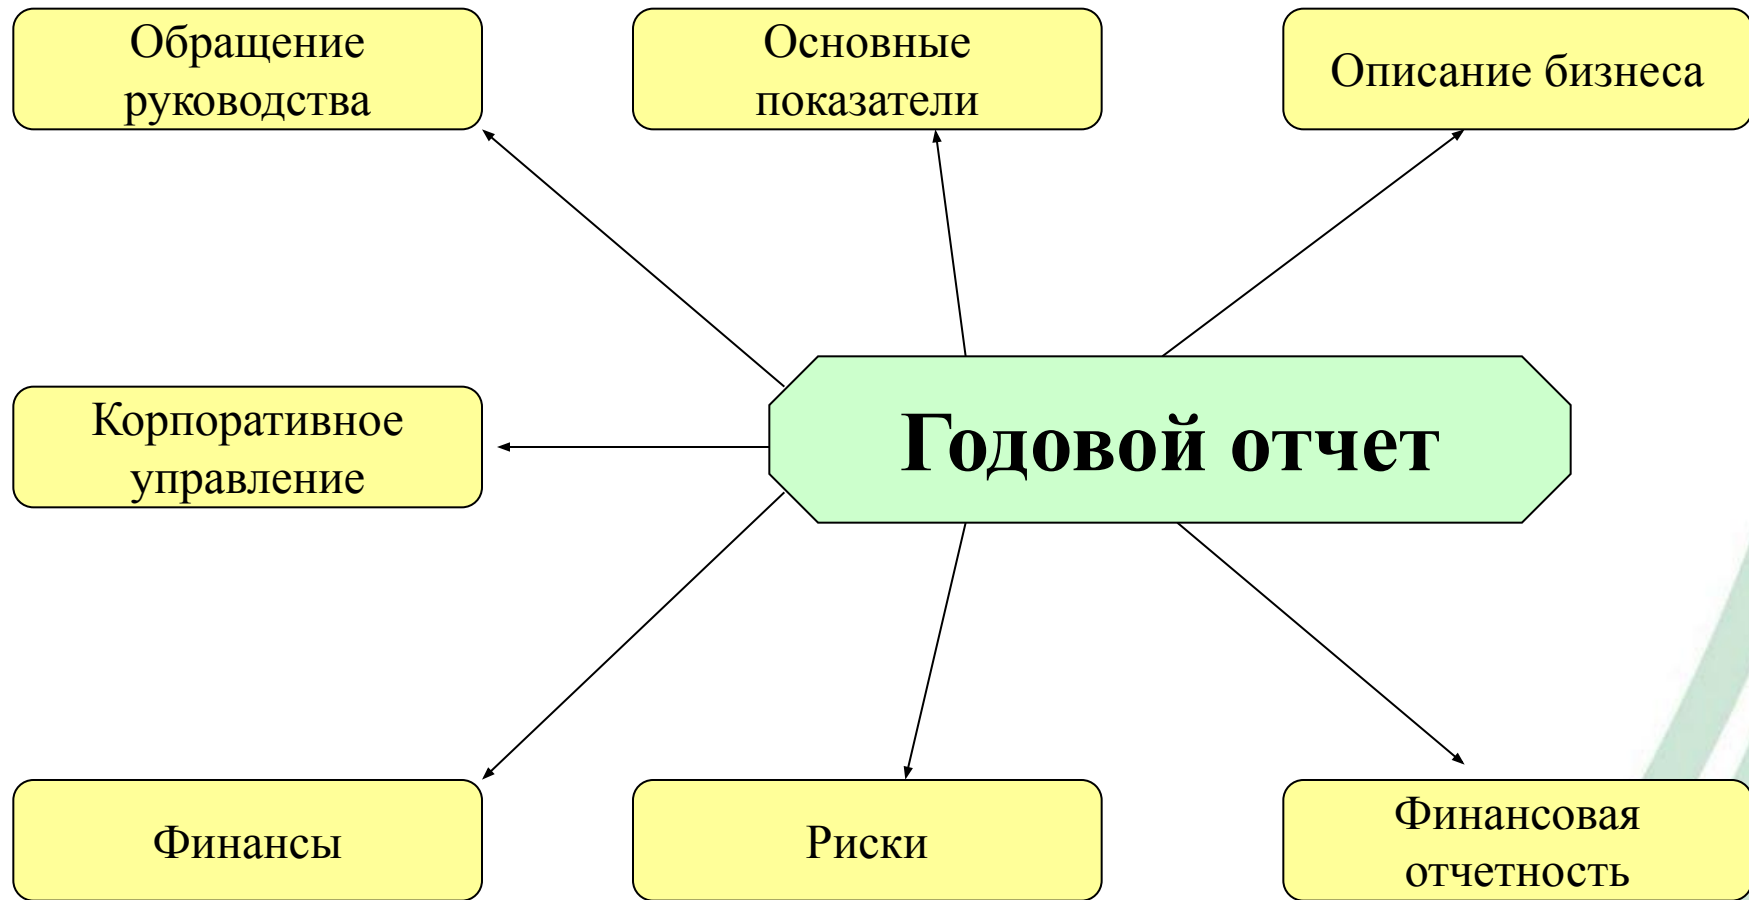 Обращение
руководства
Основные
показатели
Описание бизнеса
Корпоративное
управление
Годовой отчет
Финансы
Риски
Финансовая
отчетность